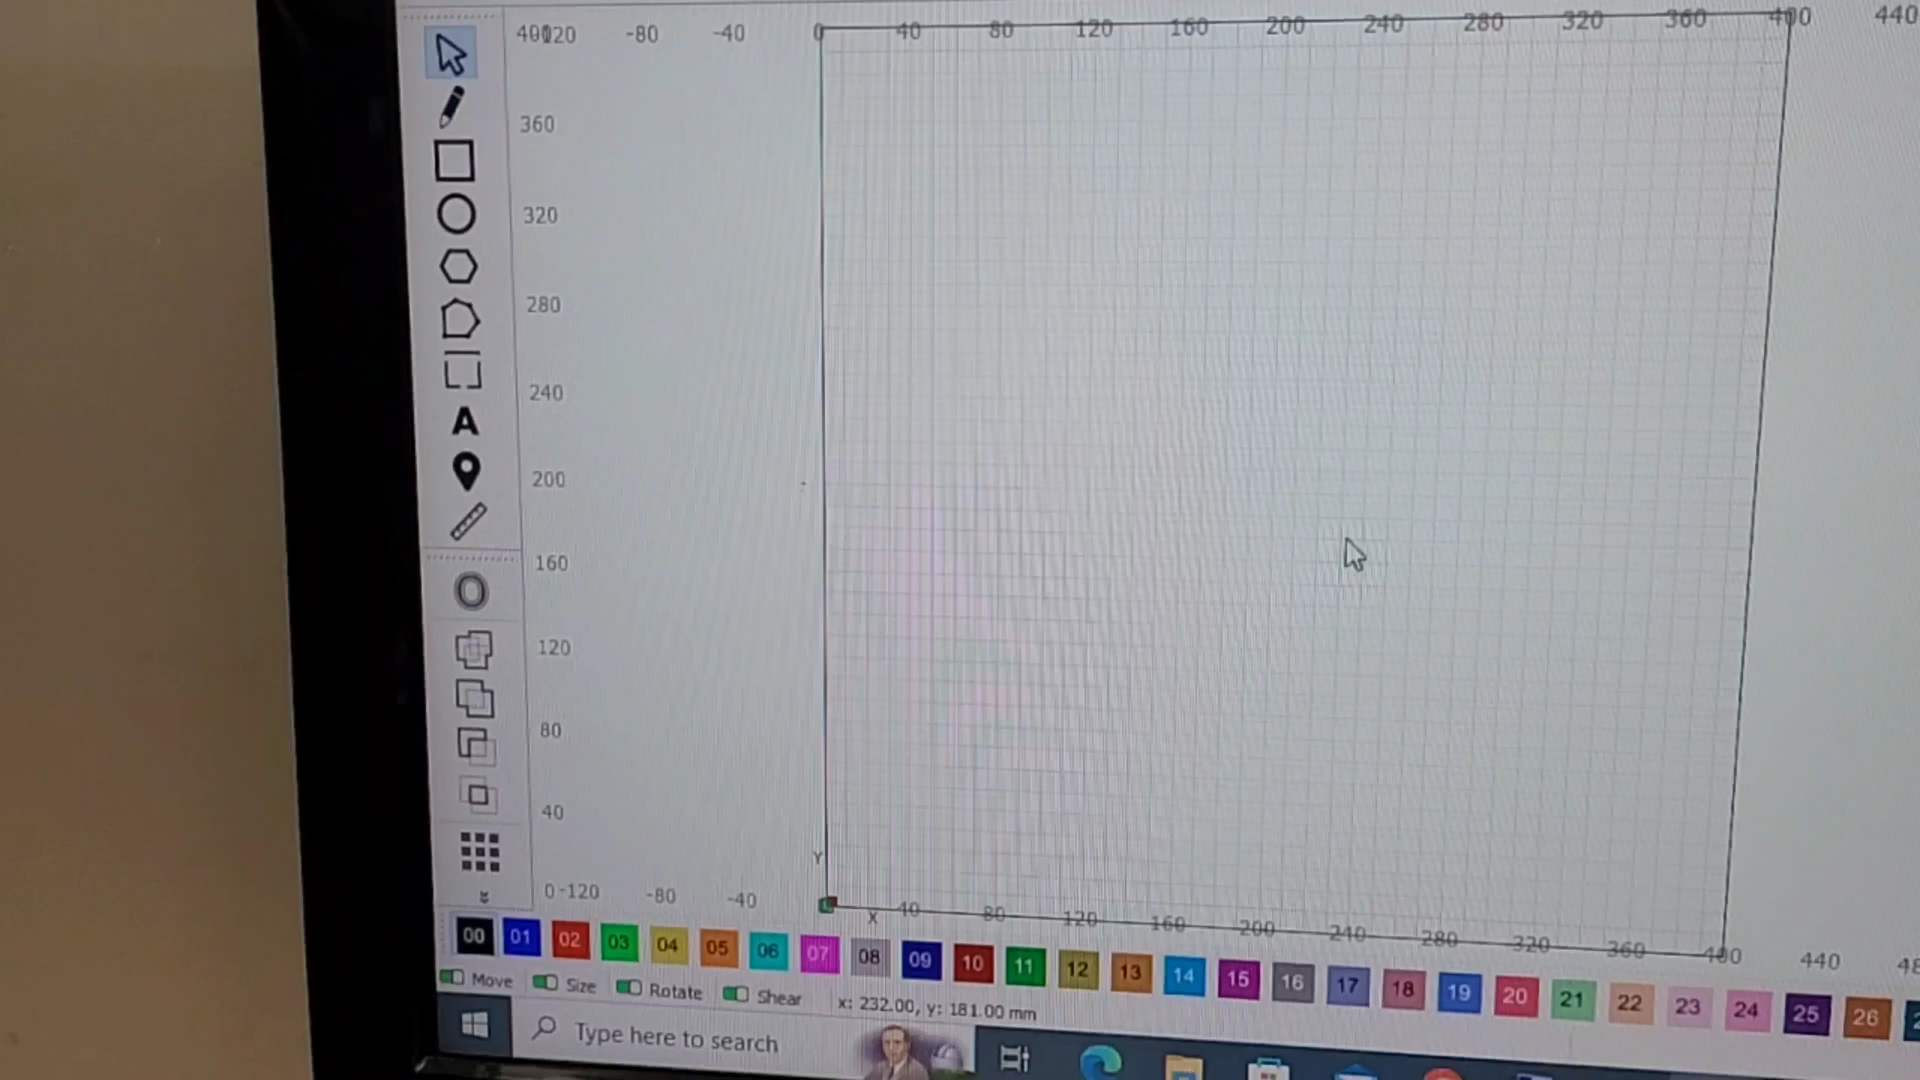 400 -120 -80 -40 0 40 80 120 160 200 240 280 320 360 400 440
360
320
280
240
A
200
160
120
80
40
Y
0 -120 -80 -40 X 40 80 120 160 200 240 280 320 360 400 440
00 01 02 03 04 05 06 07 08 09 10 11 12 13 14 15 16 17 18 19 20 21 22 23 24 25 26
Move Size Rotate Shear x: 232.00, y: 181.00 mm
Type here to search